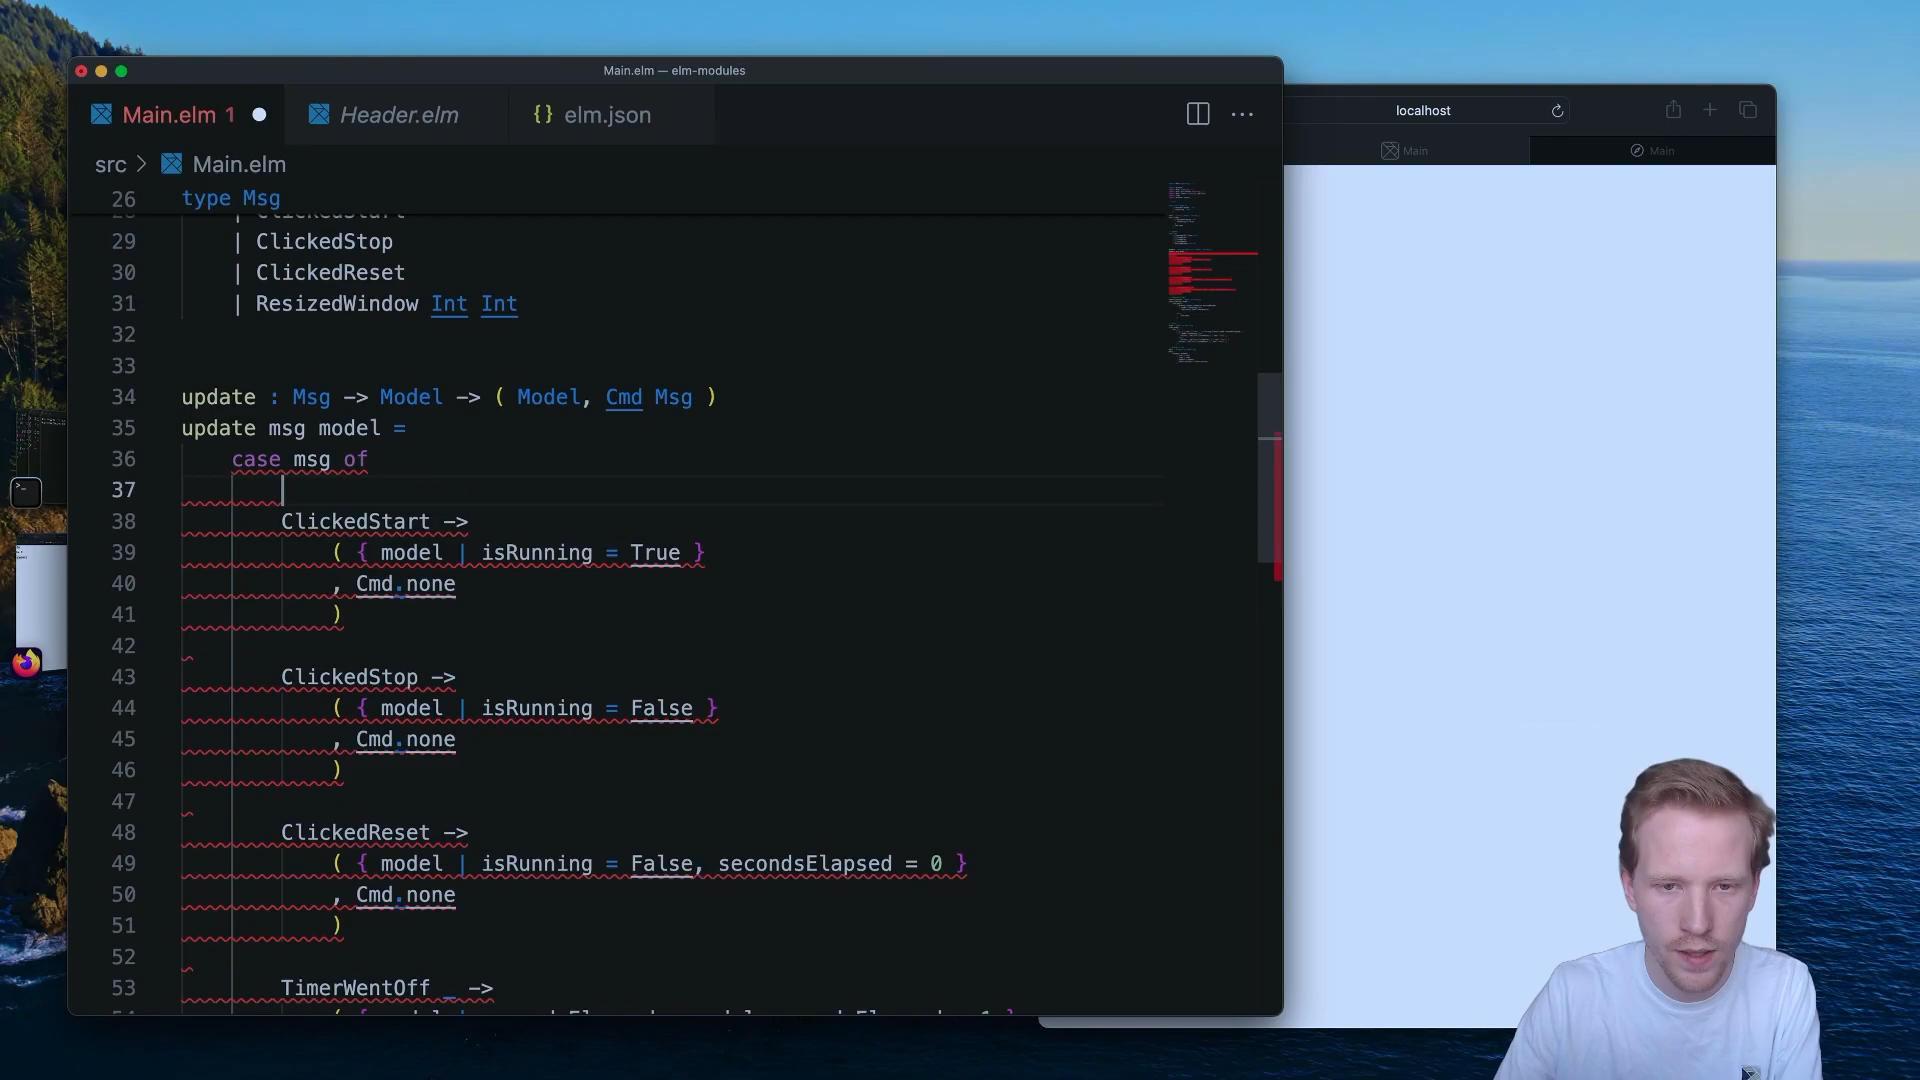 Main.elm — elm-modules
Main.elm 1
Header.elm
{} elm.json
src > Main.elm
26 type Msg
29 | ClickedStop
30 | ClickedReset
31 | ResizedWindow Int Int
32
33
34 update : Msg -> Model -> ( Model, Cmd Msg )
35 update msg model =
36 case msg of
37
38 ClickedStart ->
39 ( { model | isRunning = True }
40 , Cmd.none
41 )
42
43 ClickedStop ->
44 ( { model | isRunning = False }
45 , Cmd.none
46 )
47
48 ClickedReset ->
49 ( { model | isRunning = False, secondsElapsed = 0 }
50 , Cmd.none
51 )
52
53 TimerWentOff _ ->
localhost
Main
Main